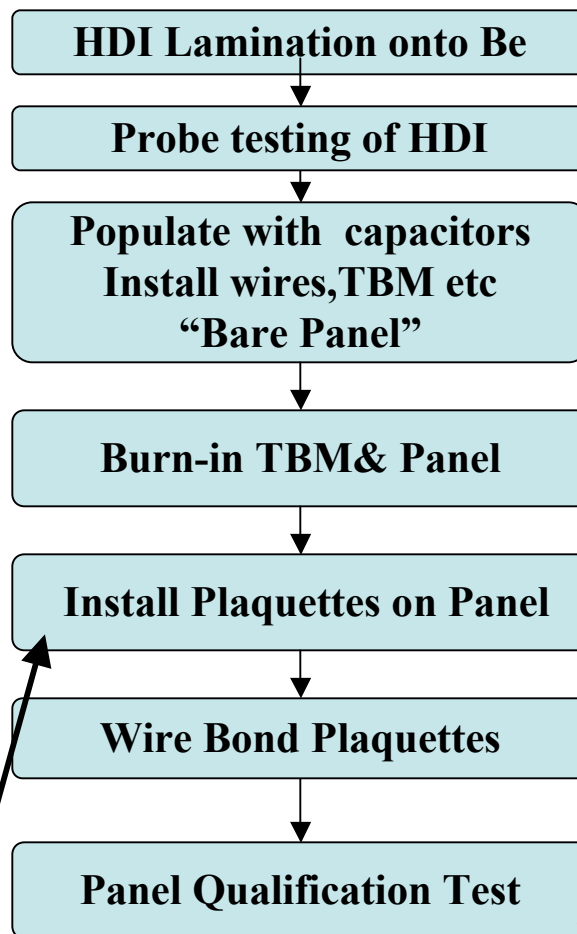 HDI Lamination onto Be
Probe testing of HDI
Populate with capacitors
Install wires,TBM etc
“Bare Panel”
Burn-in TBM& Panel
Install Plaquettes on Panel
Wire Bond Plaquettes
Panel Qualification Test